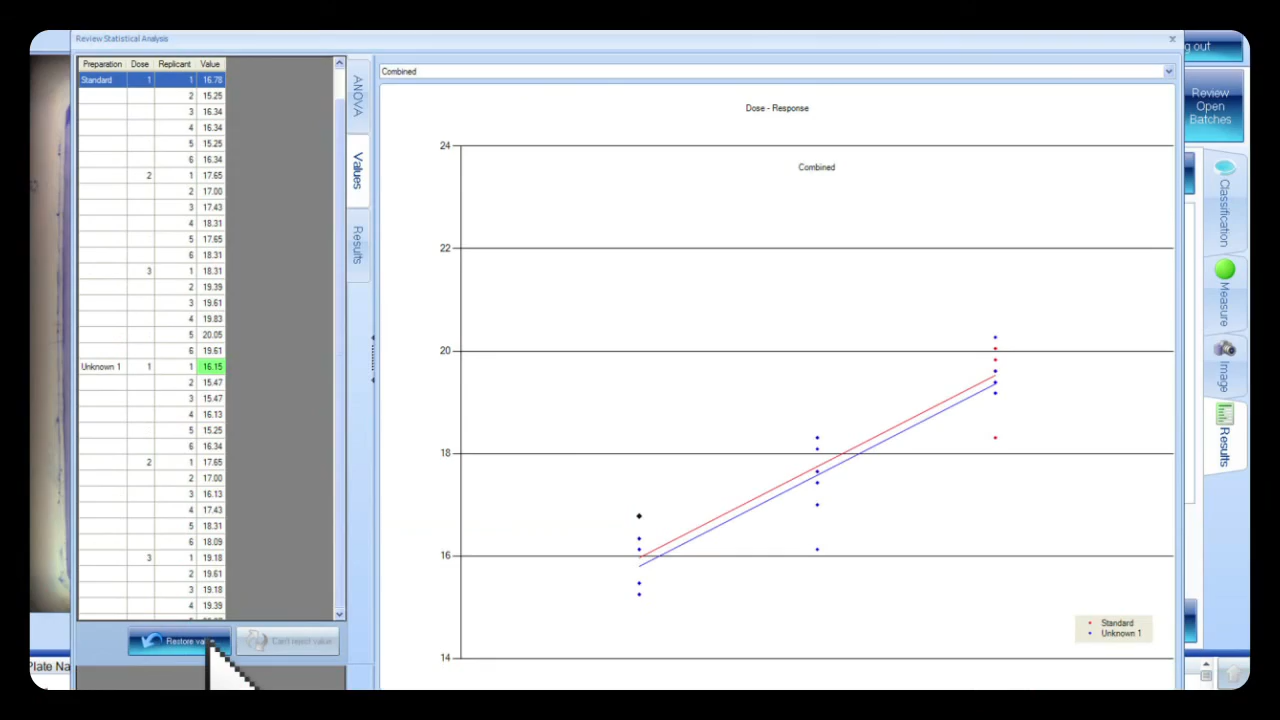 Review Statistical Analysis
Preparation Dose Replicant Value
Standard 1 1 16.78
2 15.25
3 16.34
4 16.34
5 15.25
6 16.34
2 1 17.65
2 17.00
3 17.43
4 18.31
5 17.65
6 18.31
3 1 18.31
2 19.39
3 19.61
4 19.83
5 20.05
6 19.61
Unknown 1 1 1 16.15
2 15.47
3 15.47
4 16.13
5 15.25
6 16.34
2 1 17.65
2 17.00
3 16.13
4 17.43
5 18.31
6 18.09
3 1 19.18
2 19.61
3 19.18
4 19.39
Restore
Can't reject value
ANOVA
Values
Results
Combined
Dose - Response
Combined
24
22
20
18
16
14
Standard
Unknown 1
g out
Review
Open
Batches
Classification
Measure
Image
Results
Plate Na